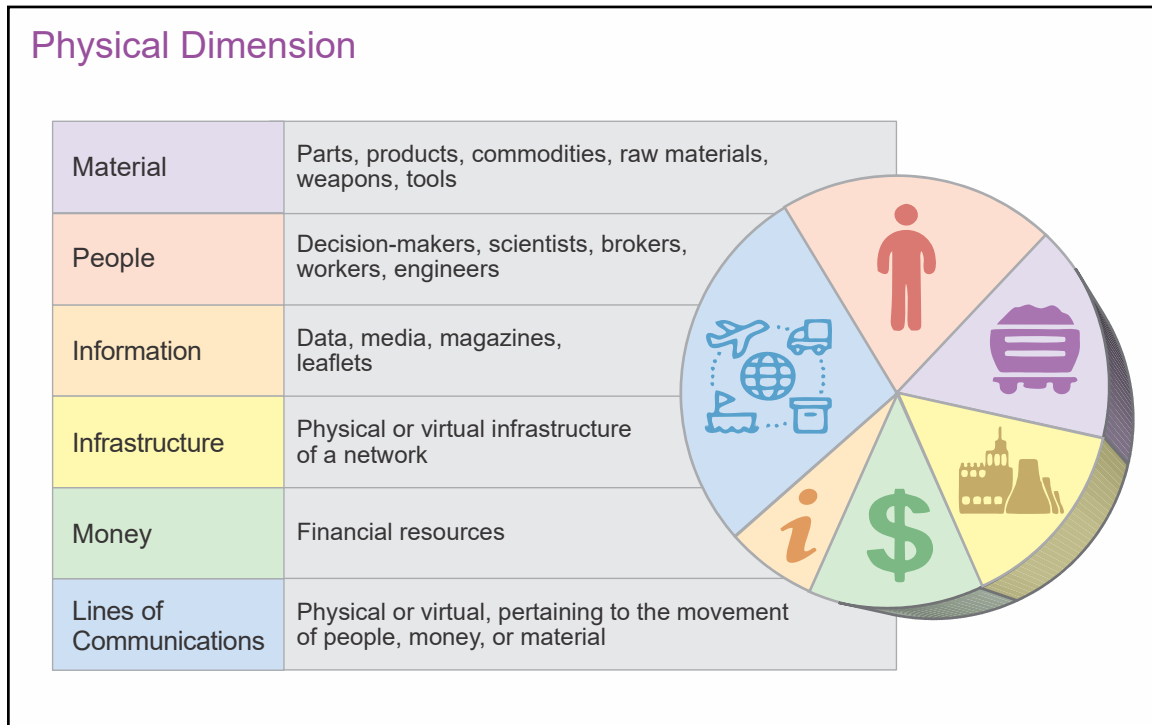 Physical Dimension
Material
Parts, products, commodities, raw materials,
weapons, tools
People
Decision-makers, scientists, brokers,
workers, engineers
Information
Data, media, magazines,
leaflets
Infrastructure
Physical or virtual infrastructure
of a network
Money
Financial resources
Lines of
Communications
Physical or virtual, pertaining to the movement
of people, money, or material
i
$